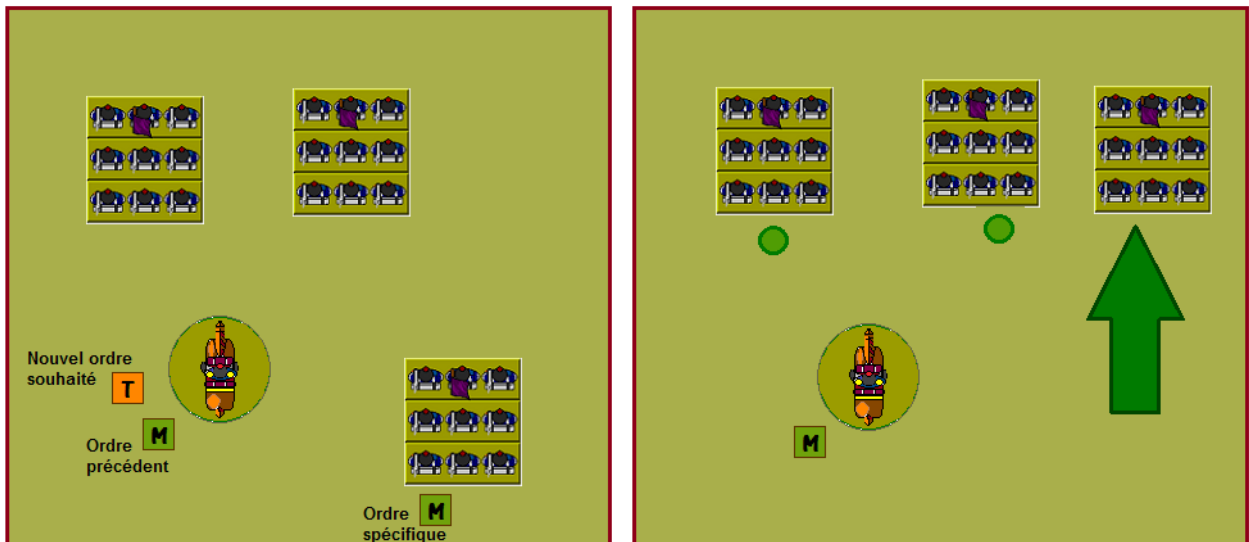 Nouvel ordre
souhaité
T
Ordre
précédent
M
Ordre
spécifique
M
M